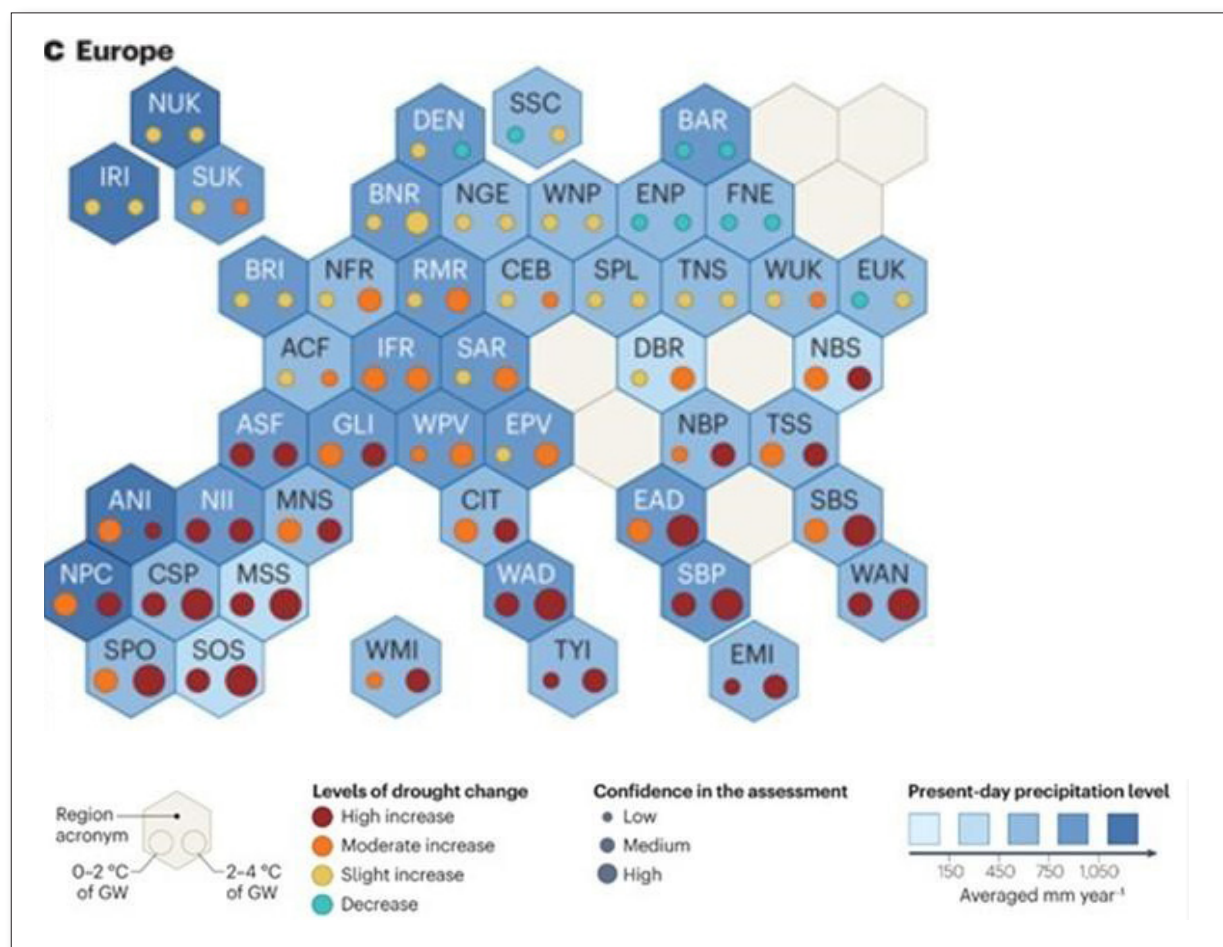 C Europe
NUK
SSC
DEN
BAR
IRI
SUK
BNR
NGE
WNP
ENP
FNE
BRI
NFR
RMR
CEB
SPL
TNS
WUK
EUK
ACF
IFR
SAR
DBR
NBS
ASF
GLI
WPV
EPV
NBP
TSS
ANI
NII
MNS
CIT
EAD
SBS
NPC
CSP
MSS
WAD
SBP
WAN
SPO
SOS
WMI
TYI
EMI
Region
acronym
0–2 °C
of GW
2–4 °C
of GW
Levels of drought change
High increase
Moderate increase
Slight increase
Decrease
Confidence in the assessment
Low
Medium
High
Present-day precipitation level
150 450 750 1,050
Averaged mm year⁻¹